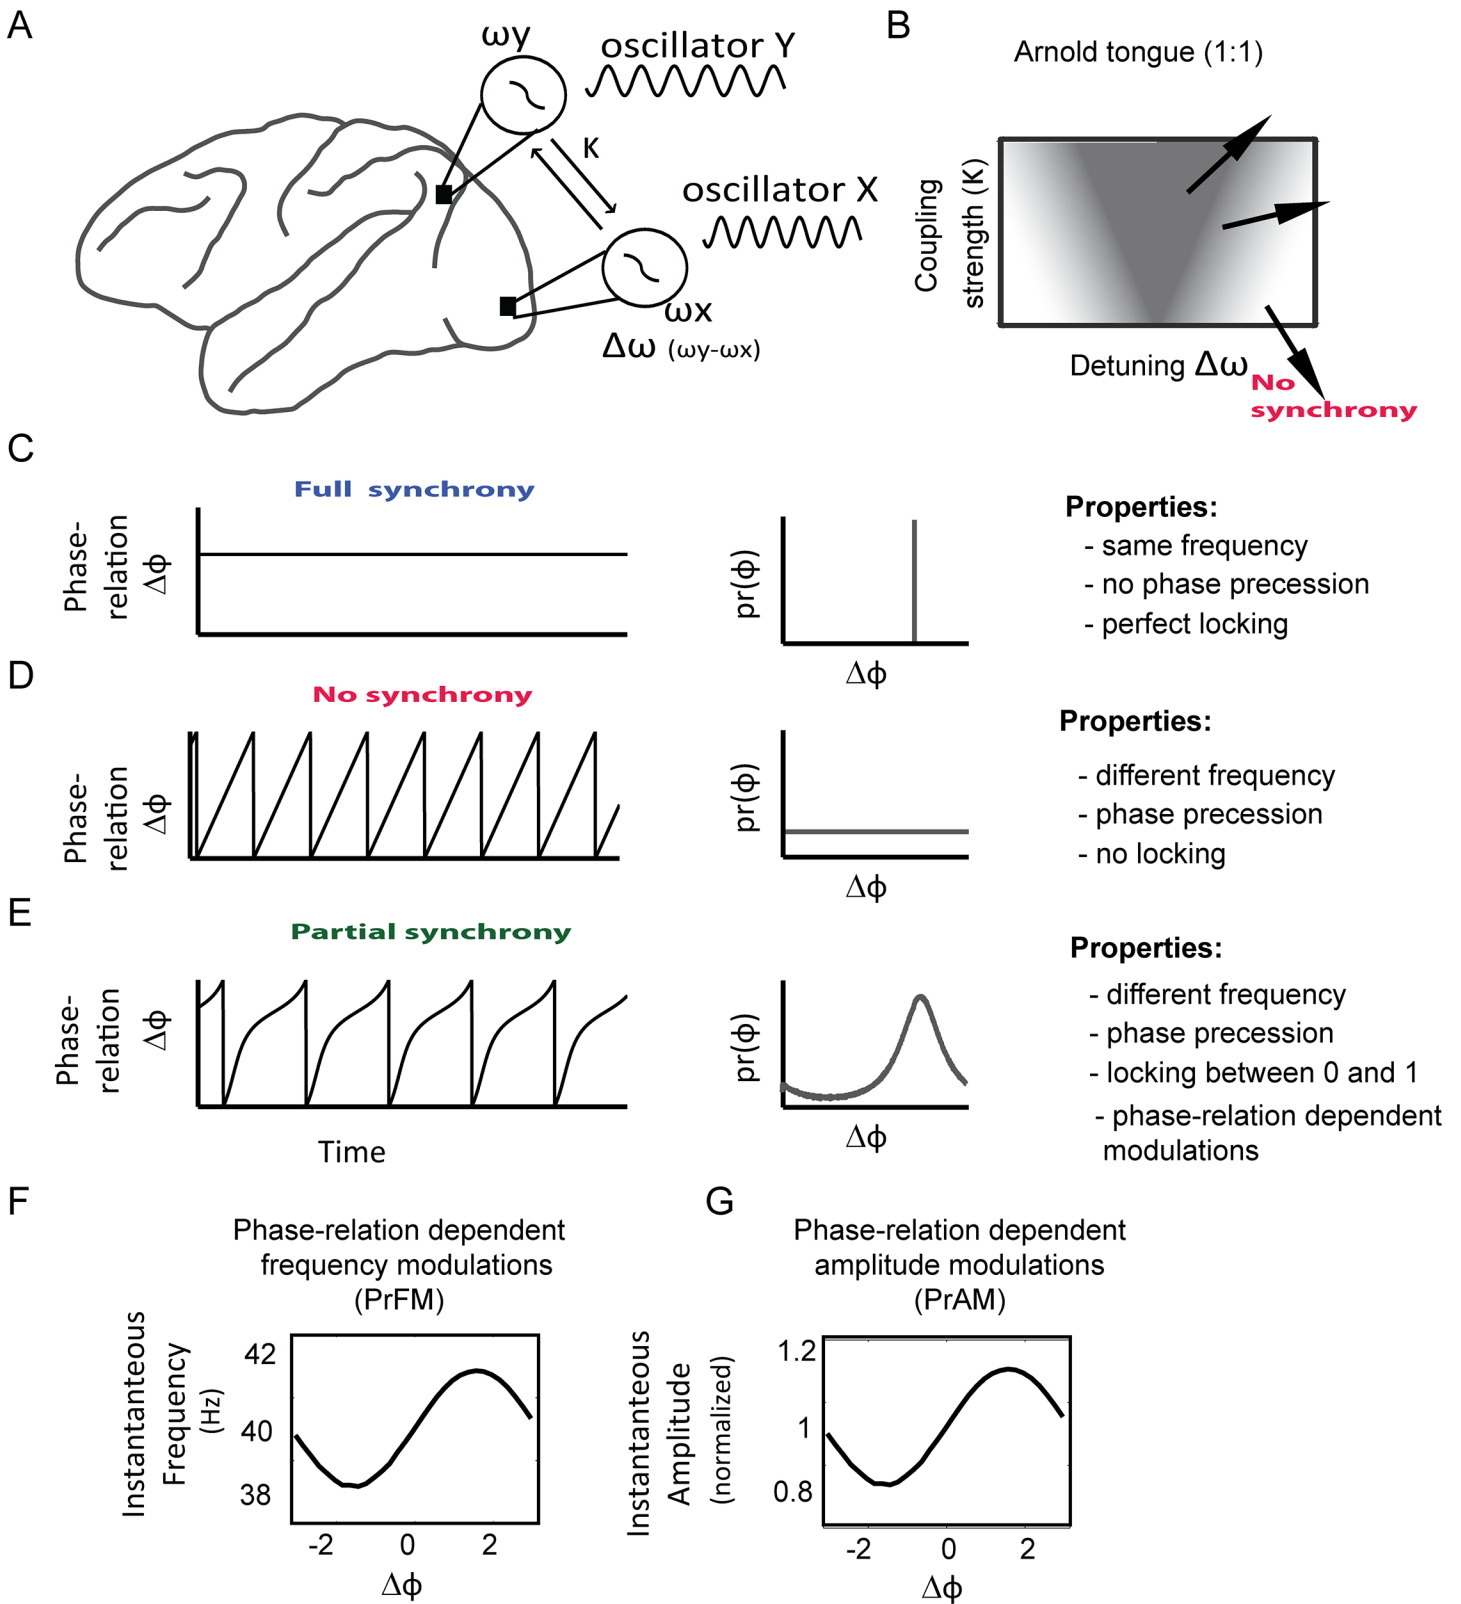 A
ωy
oscillator Y
K
oscillator X
ωx
Δω (ωy-ωx)
B
Arnold tongue (1:1)
Coupling
strength (K)
Detuning Δω
No
synchrony
C
Full synchrony
Phase-
relation
Δϕ
pr(ϕ)
Δϕ
Properties:
- same frequency
- no phase precession
- perfect locking
D
No synchrony
Phase-
relation
Δϕ
pr(ϕ)
Δϕ
Properties:
- different frequency
- phase precession
- no locking
E
Partial synchrony
Phase-
relation
Δϕ
Time
pr(ϕ)
Δϕ
Properties:
- different frequency
- phase precession
- locking between 0 and 1
- phase-relation dependent
modulations
F
Phase-relation dependent
frequency modulations
(PrFM)
Instantaneous
Frequency
(Hz)
42
40
38
-2 0 2
Δϕ
G
Phase-relation dependent
amplitude modulations
(PrAM)
Instantaneous
Amplitude
(normalized)
1.2
1
0.8
-2 0 2
Δϕ